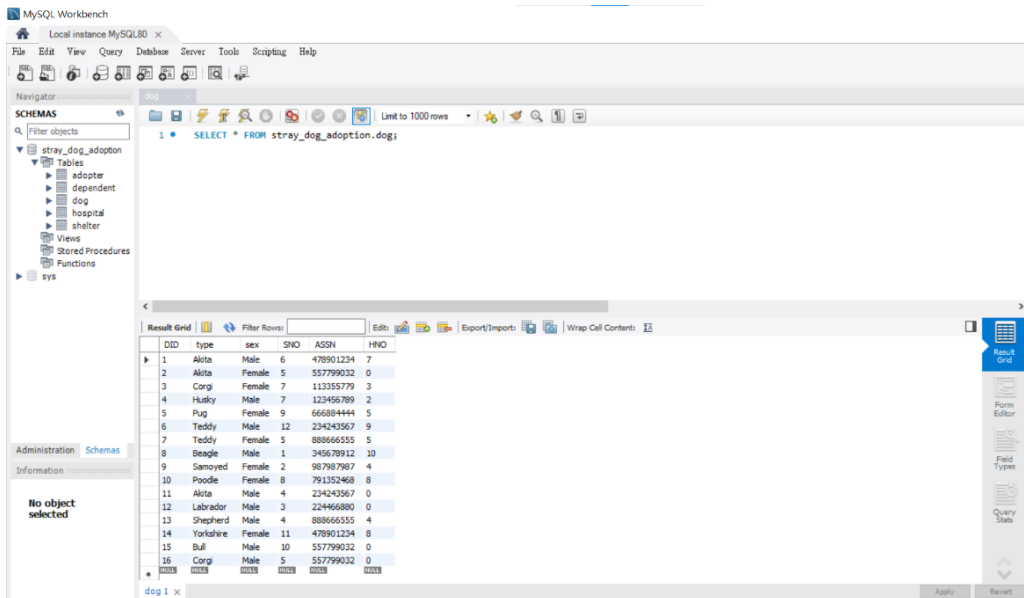 MySQL Workbench
Local instance MySQL80 ×
File Edit View Query Database Server Tools Scripting Help
Navigator
dog
SCHEMAS
Limit to 1000 rows
Filter objects
1 SELECT * FROM stray_dog_adoption.dog;
stray_dog_adoption
Tables
adopter
dependent
dog
hospital
shelter
Views
Stored Procedures
Functions
sys
Result Grid Filter Rows: Edit: Export/Import: Wrap Cell Content:
DID type sex SNO ASSN HNO
1 Akita Male 6 478901234 7
2 Akita Female 5 557799032 0
3 Corgi Female 7 113355779 3
4 Husky Male 7 123456789 2
5 Pug Female 9 666884444 5
6 Teddy Male 12 234243567 9
7 Teddy Female 5 888666555 5
8 Beagle Male 1 345678912 10
9 Samoyed Female 2 987987987 4
10 Poodle Female 8 791352468 8
11 Akita Male 4 234243567 0
12 Labrador Male 3 224466880 0
13 Shepherd Male 4 888666555 4
14 Yorkshire Female 11 478901234 8
15 Bull Male 10 557799032 0
16 Corgi Male 5 557799032 0
NULL NULL NULL NULL NULL NULL
Result Grid
Form Editor
Field Types
Query Stats
Administration Schemas
Information
No object
selected
dog 1 ×
Apply Revert